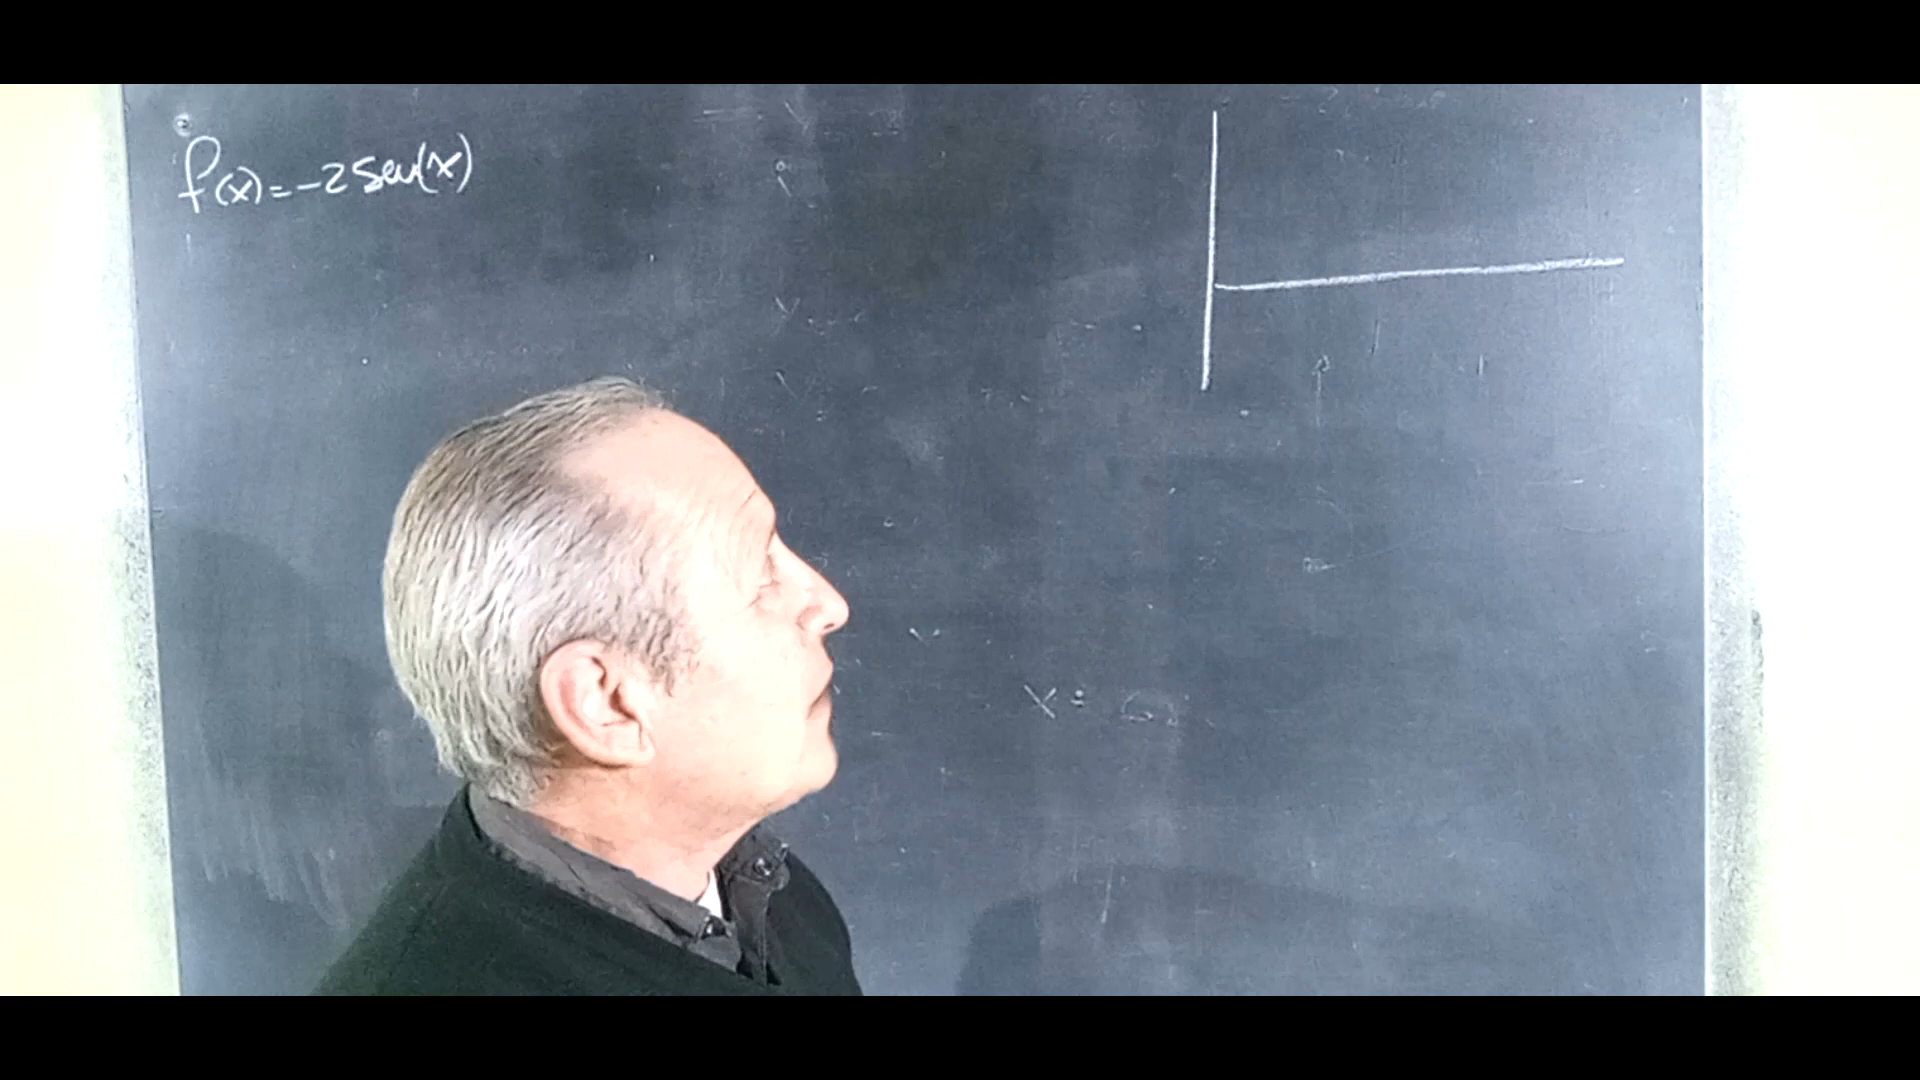 f(x)=-2sen(x)
x=